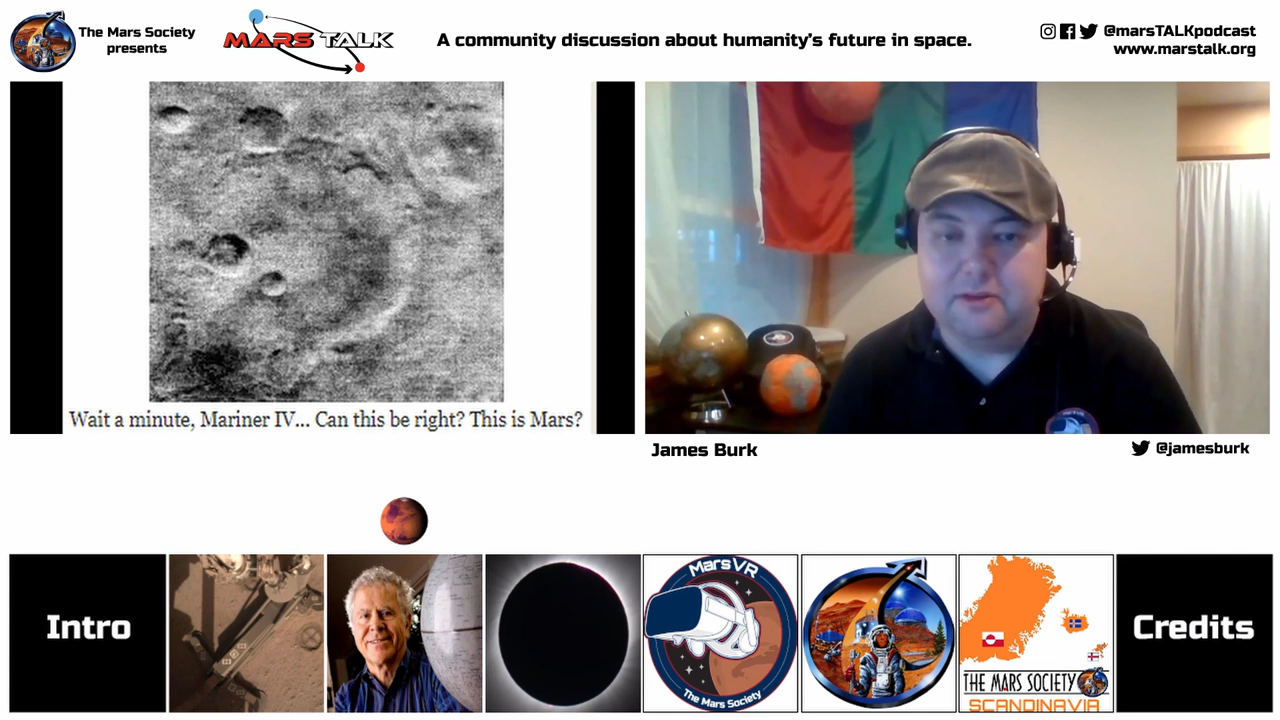 The Mars Society
presents
MARS TALK
A community discussion about humanity's future in space.
@marsTALKpodcast
www.marstalk.org
Wait a minute, Mariner IV... Can this be right? This is Mars?
James Burk
@jamesburk
Intro
MarsVR
The Mars Society
THE MARS SOCIETY
SCANDINAVIA
Credits